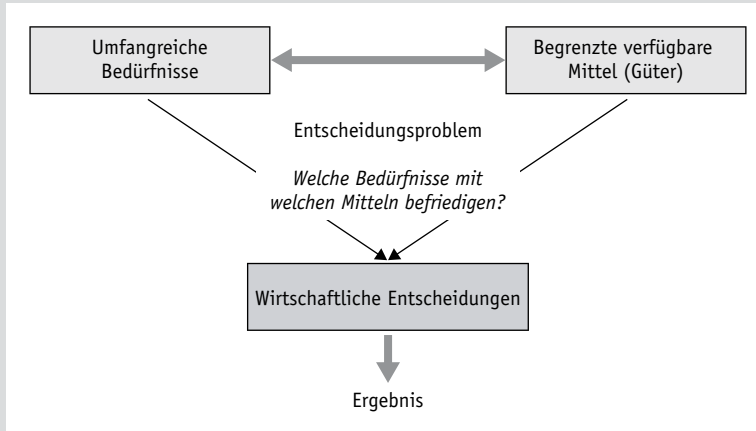 Umfangreiche
Bedürfnisse
Begrenzte verfügbare
Mittel (Güter)
Entscheidungsproblem
Welche Bedürfnisse mit
welchen Mitteln befriedigen?
Wirtschaftliche Entscheidungen
Ergebnis